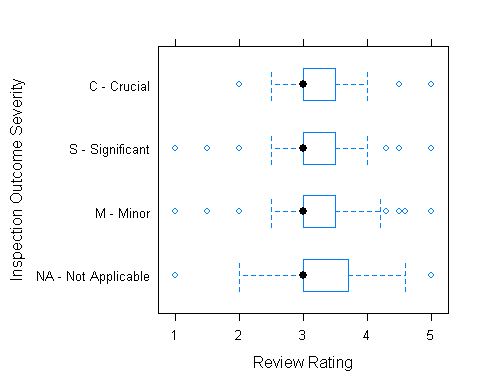 C - Crucial
S - Significant
M - Minor
NA - Not Applicable
Inspection Outcome Severity
1 2 3 4 5
Review Rating